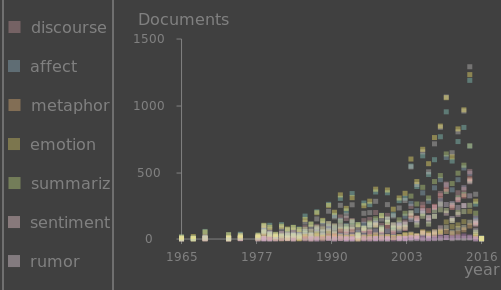 Documents
discourse
affect
metaphor
emotion
summariz
sentiment
rumor
1500
1000
500
0
1965 1977 1990 2003 2016
year